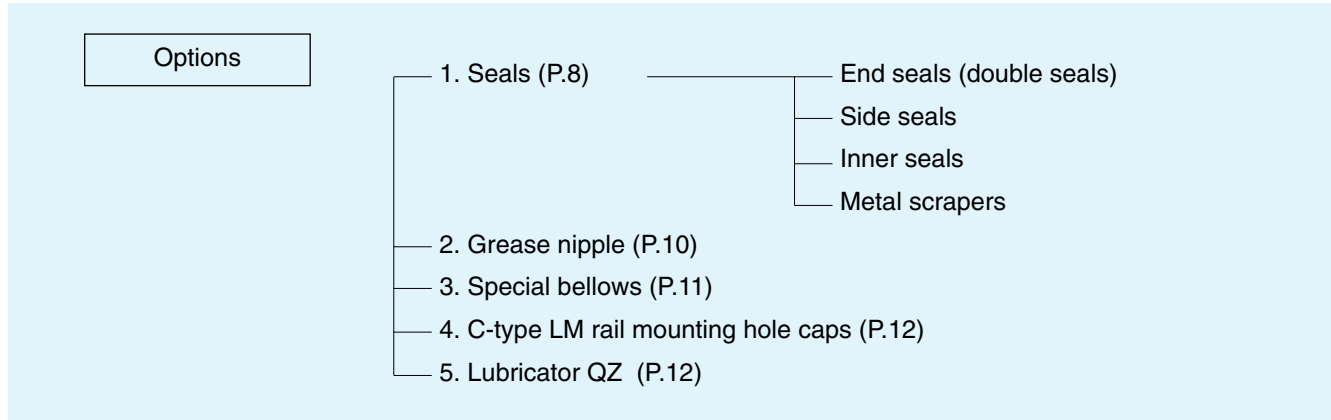 Options
1. Seals (P.8)
End seals (double seals)
Side seals
Inner seals
Metal scrapers
2. Grease nipple (P.10)
3. Special bellows (P.11)
4. C-type LM rail mounting hole caps (P.12)
5. Lubricator QZ (P.12)